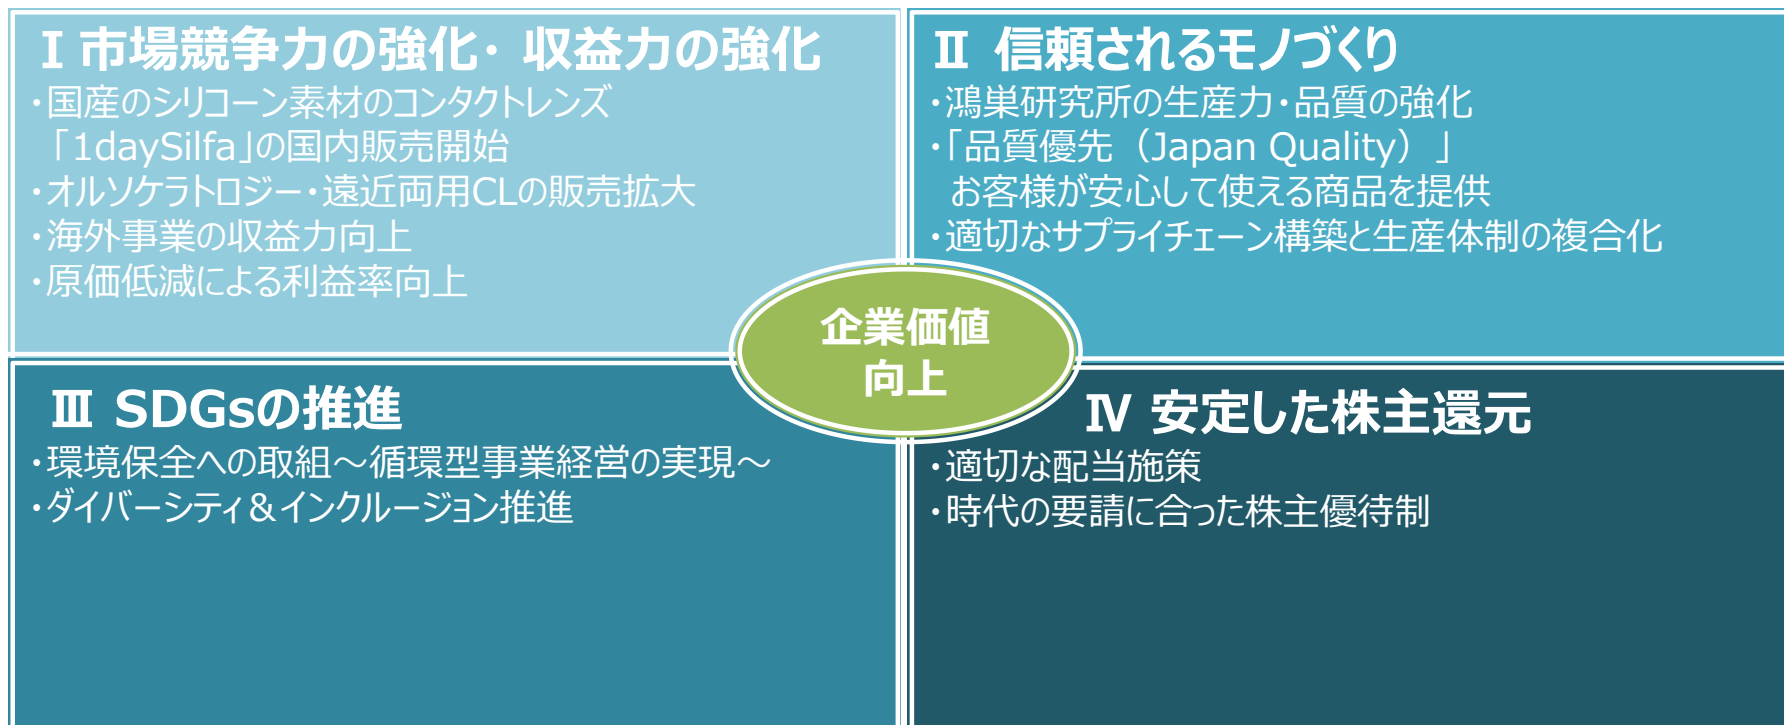 Ⅰ 市場競争力の強化・ 収益力の強化
・国産のシリコーン素材のコンタクトレンズ
「1daySilfa」の国内販売開始
・オルソケラトロジー・遠近両用CLの販売拡大
・海外事業の収益力向上
・原価低減による利益率向上
Ⅱ 信頼されるモノづくり
・鴻巣研究所の生産力・品質の強化
・「品質優先（Japan Quality）」
お客様が安心して使える商品を提供
・適切なサプライチェーン構築と生産体制の複合化
企業価値
向上
Ⅲ SDGsの推進
・環境保全への取組～循環型事業経営の実現～
・ダイバーシティ＆インクルージョン推進
Ⅳ 安定した株主還元
・適切な配当施策
・時代の要請に合った株主優待制